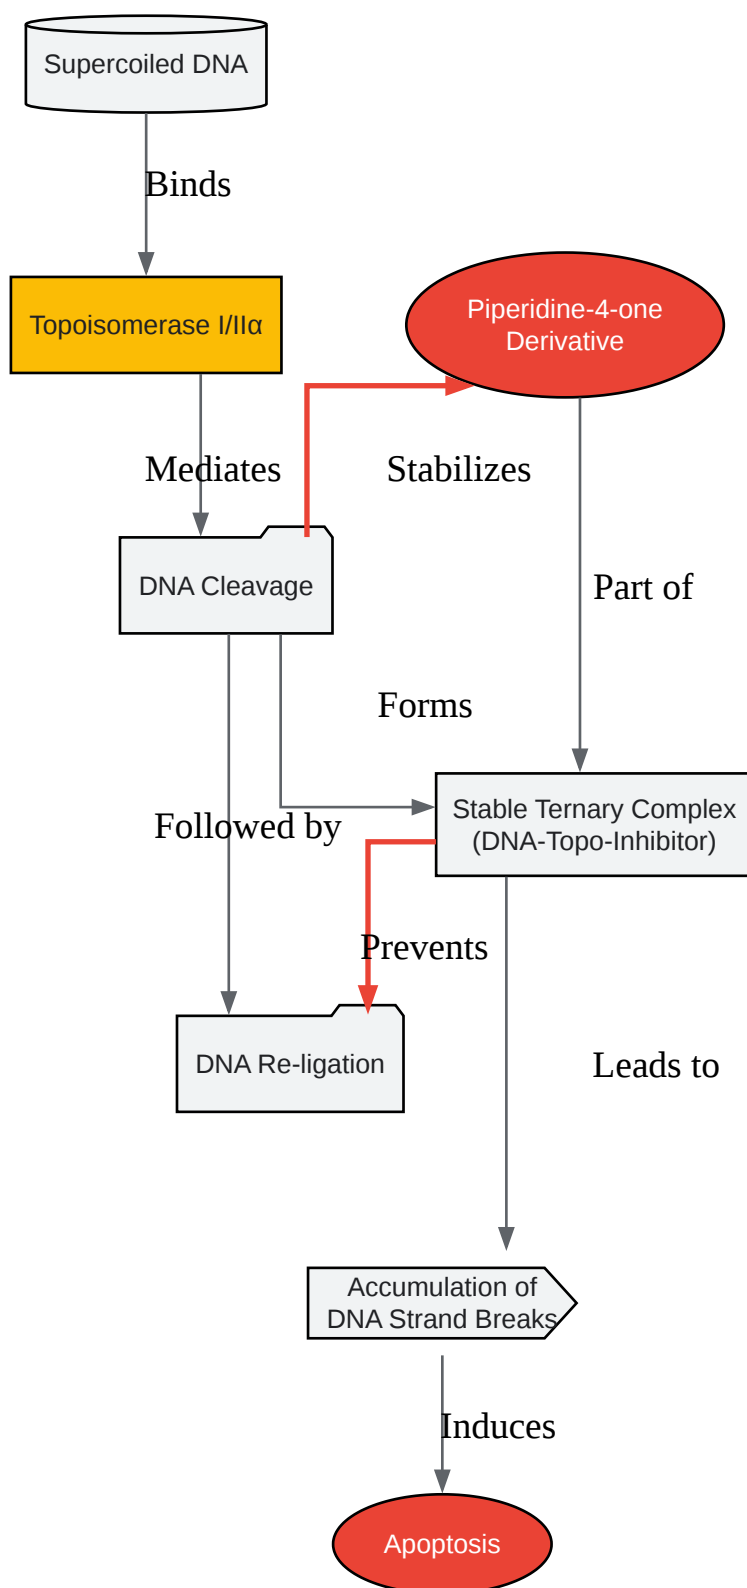 Supercoiled DNA
Binds
Topoisomerase I/IIα
Piperidine-4-one
Derivative
Mediates
Stabilizes
DNA Cleavage
Part of
Forms
Stable Ternary Complex
(DNA-Topo-Inhibitor)
Followed by
Prevents
DNA Re-ligation
Leads to
Accumulation of
DNA Strand Breaks
Induces
Apoptosis